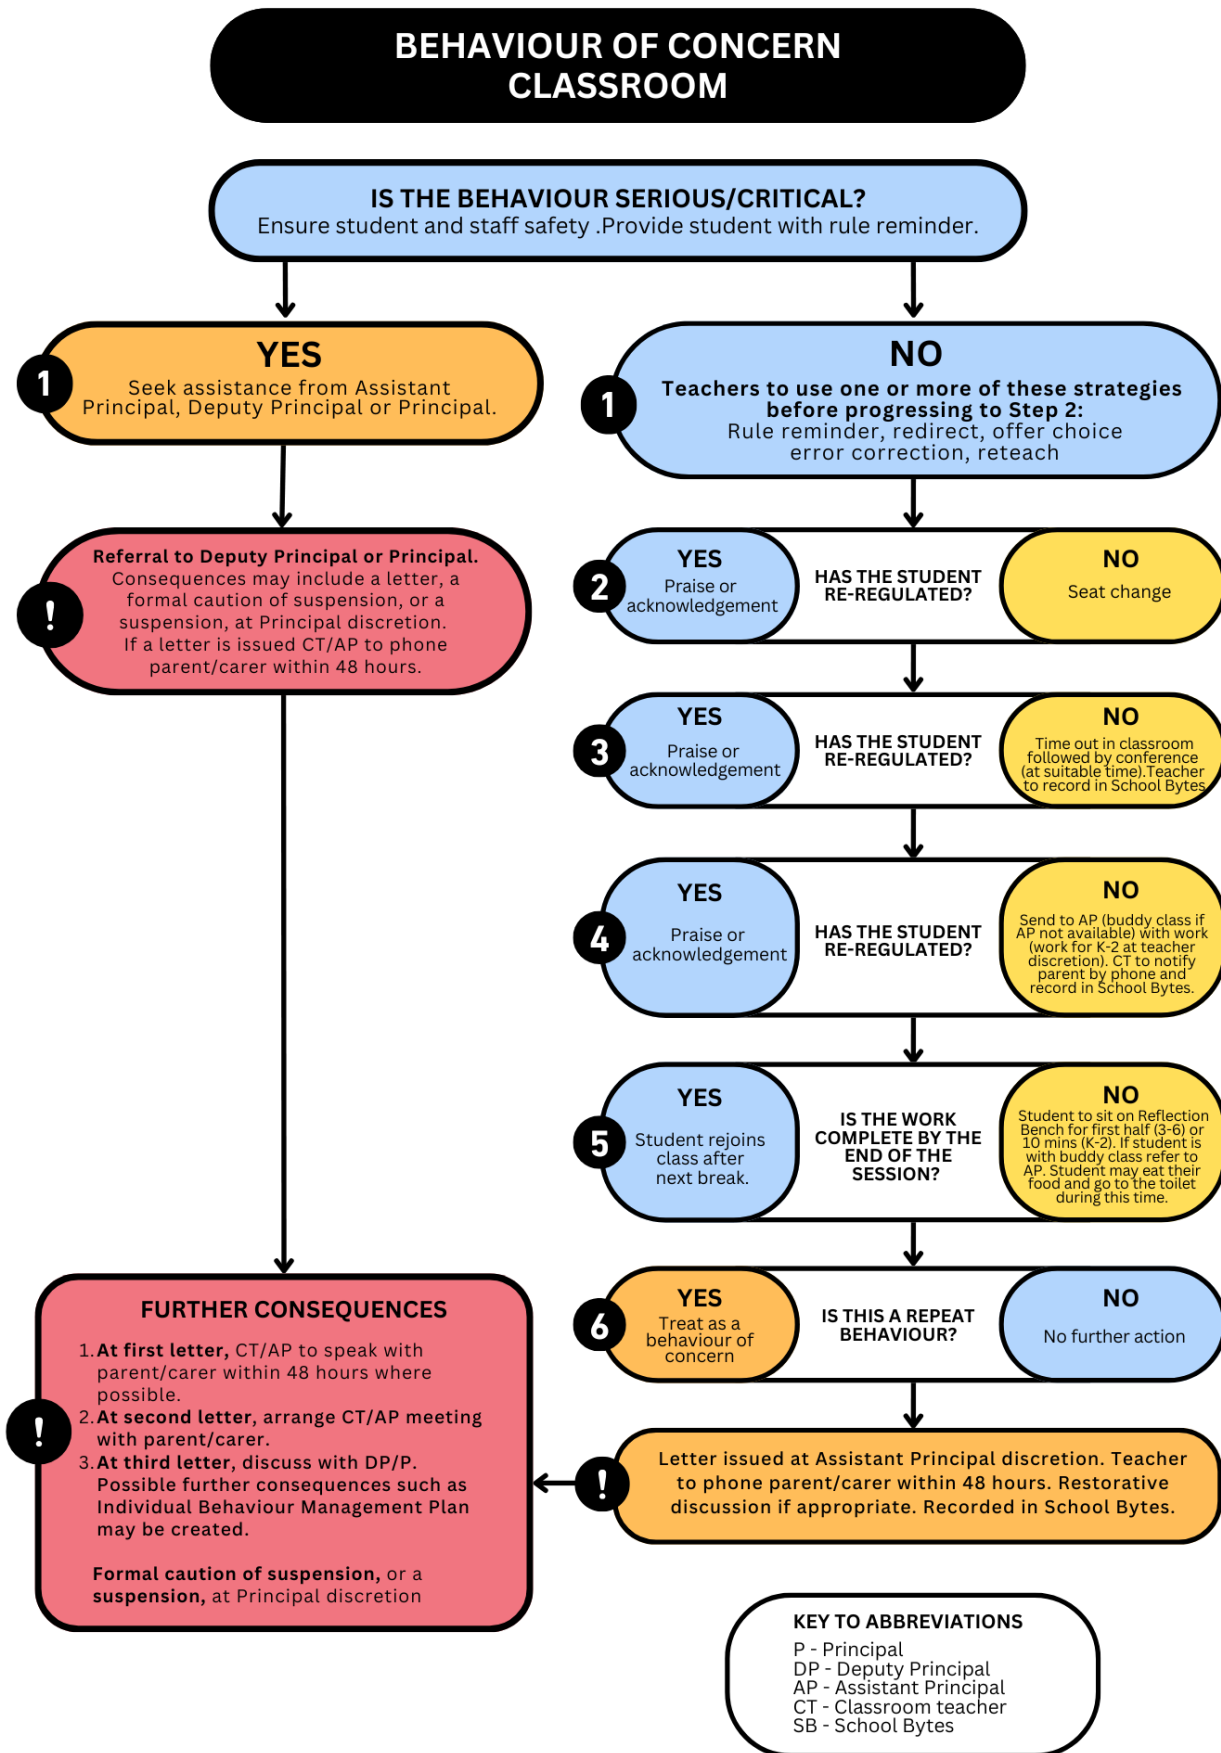 BEHAVIOUR OF CONCERN
CLASSROOM
IS THE BEHAVIOUR SERIOUS/CRITICAL?
Ensure student and staff safety .Provide student with rule reminder.
YES
1
Seek assistance from Assistant
Principal, Deputy Principal or Principal.
!
Referral to Deputy Principal or Principal.
Consequences may include a letter, a
formal caution of suspension, or a
suspension, at Principal discretion.
If a letter is issued CT/AP to phone
parent/carer within 48 hours.
NO
1
Teachers to use one or more of these strategies
before progressing to Step 2:
Rule reminder, redirect, offer choice
error correction, reteach
2
YES
Praise or
acknowledgement
HAS THE STUDENT
RE-REGULATED?
NO
Seat change
3
YES
Praise or
acknowledgement
HAS THE STUDENT
RE-REGULATED?
NO
Time out in classroom
followed by conference
(at suitable time).Teacher
to record in School Bytes
4
YES
Praise or
acknowledgement
HAS THE STUDENT
RE-REGULATED?
NO
Send to AP (buddy class if
AP not available) with work
(work for K-2 at teacher
discretion). CT to notify
parent by phone and
record in School Bytes.
5
YES
Student rejoins
class after
next break.
IS THE WORK
COMPLETE BY THE
END OF THE
SESSION?
NO
Student to sit on Reflection
Bench for first half (3-6) or
10 mins (K-2). If student is
with buddy class refer to
AP. Student may eat their
food and go to the toilet
during this time.
6
YES
Treat as a
behaviour of
concern
IS THIS A REPEAT
BEHAVIOUR?
NO
No further action
!
Letter issued at Assistant Principal discretion. Teacher
to phone parent/carer within 48 hours. Restorative
discussion if appropriate. Recorded in School Bytes.
!
FURTHER CONSEQUENCES
1. At first letter, CT/AP to speak with
parent/carer within 48 hours where
possible.
2. At second letter, arrange CT/AP meeting
with parent/carer.
3. At third letter, discuss with DP/P.
Possible further consequences such as
Individual Behaviour Management Plan
may be created.
Formal caution of suspension, or a
suspension, at Principal discretion
KEY TO ABBREVIATIONS
P - Principal
DP - Deputy Principal
AP - Assistant Principal
CT - Classroom teacher
SB - School Bytes